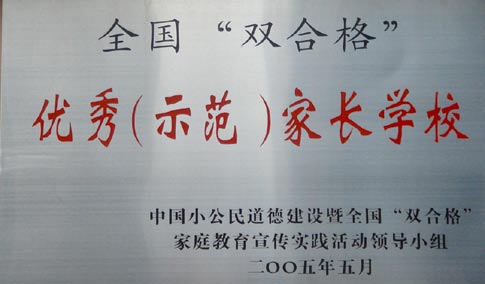 全国“双合格”
优秀(示范)家长学校
中国小公民道德建设暨全国“双合格”
家庭教育宣传实践活动领导小组
二〇〇五年五月